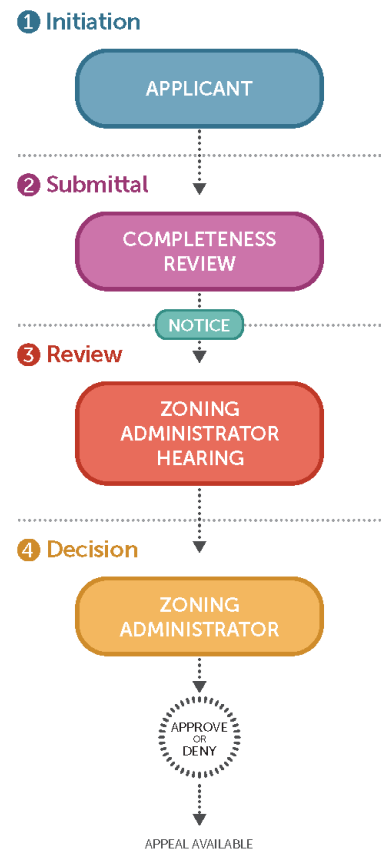 1 Initiation
APPLICANT
2 Submittal
COMPLETENESS
REVIEW
NOTICE
3 Review
ZONING
ADMINISTRATOR
HEARING
4 Decision
ZONING
ADMINISTRATOR
APPROVE
OR
DENY
APPEAL AVAILABLE